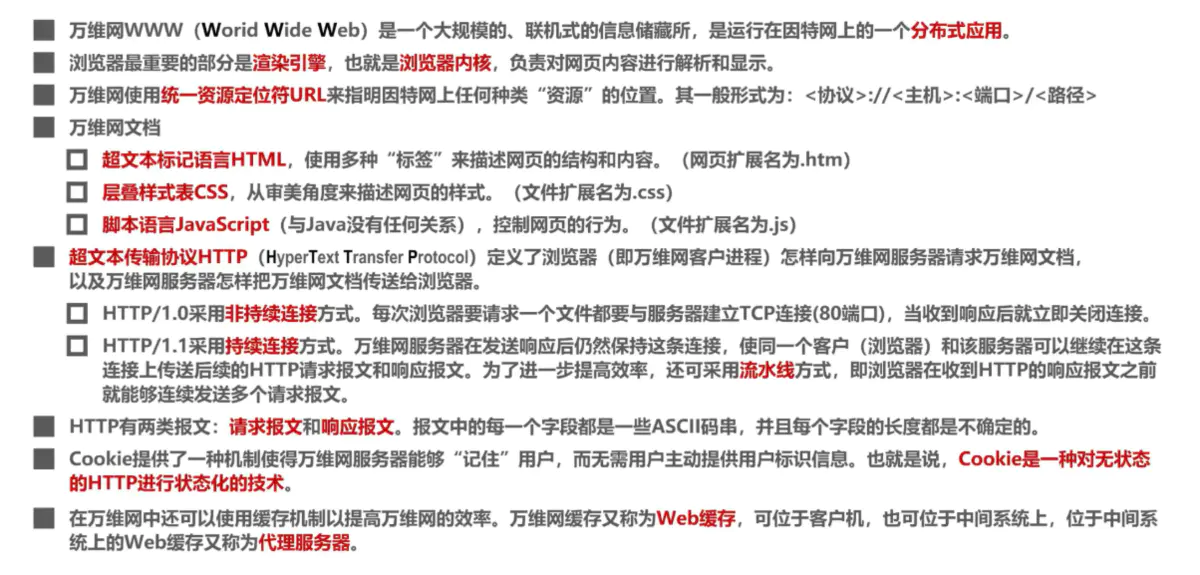 万维网WWW（Worid Wide Web）是一个大规模的、联机式的信息储藏所，是运行在因特网上的一个分布式应用。
浏览器最重要的部分是渲染引擎，也就是浏览器内核，负责对网页内容进行解析和显示。
万维网使用统一资源定位符URL来指明因特网上任何种类“资源”的位置。其一般形式为：<协议>://<主机>:<端口>/<路径>
万维网文档
超文本标记语言HTML，使用多种“标签”来描述网页的结构和内容。（网页扩展名为.htm）
层叠样式表CSS，从审美角度来描述网页的样式。（文件扩展名为.css）
脚本语言JavaScript（与Java没有任何关系），控制网页的行为。（文件扩展名为.js）
超文本传输协议HTTP（HyperText Transfer Protocol）定义了浏览器（即万维网客户进程）怎样向万维网服务器请求万维网文档，
以及万维网服务器怎样把万维网文档传送给浏览器。
HTTP/1.0采用非持续连接方式。每次浏览器要请求一个文件都要与服务器建立TCP连接(80端口)，当收到响应后就立即关闭连接。
HTTP/1.1采用持续连接方式。万维网服务器在发送响应后仍然保持这条连接，使同一个客户（浏览器）和该服务器可以继续在这条
连接上传送后续的HTTP请求报文和响应报文。为了进一步提高效率，还可采用流水线方式，即浏览器在收到HTTP的响应报文之前
就能够连续发送多个请求报文。
HTTP有两类报文：请求报文和响应报文。报文中的每一个字段都是一些ASCII码串，并且每个字段的长度都是不确定的。
Cookie提供了一种机制使得万维网服务器能够“记住”用户，而无需用户主动提供用户标识信息。也就是说，Cookie是一种对无状态
的HTTP进行状态化的技术。
在万维网中还可以使用缓存机制以提高万维网的效率。万维网缓存又称为Web缓存，可位于客户机，也可位于中间系统上，位于中间系
统上的Web缓存又称为代理服务器。